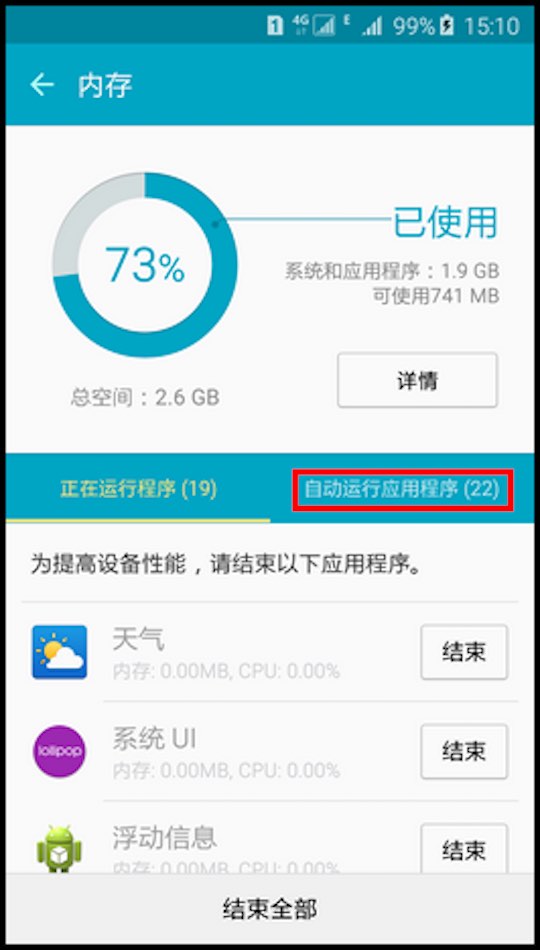 1 4G E 99% 15:10
内存
73%
已使用
系统和应用程序：1.9 GB
可使用741 MB
总空间：2.6 GB
详情
正在运行程序 (19)
自动运行应用程序 (22)
为提高设备性能，请结束以下应用程序。
天气
内存: 0.00MB, CPU: 0.00%
结束
lollipop
系统 UI
内存: 0.00MB, CPU: 0.00%
结束
浮动信息
内存: 0.00MB, CPU: 0.00%
结束
结束全部